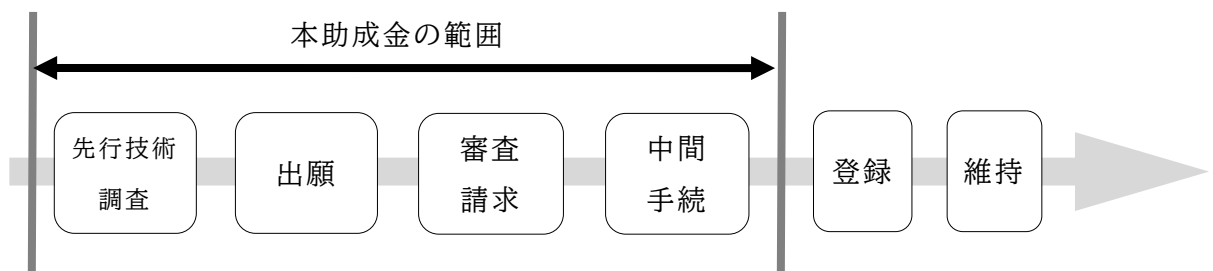 本助成金の範囲
先行技術
調査
出願
審査
請求
中間
手続
登録
維持